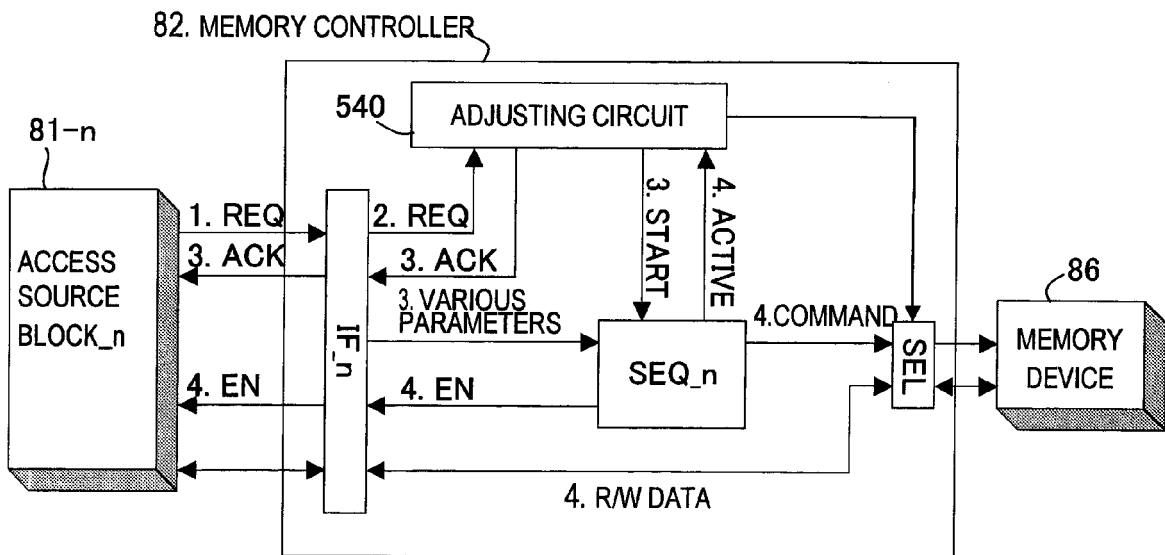 82. MEMORY CONTROLLER
540
ADJUSTING CIRCUIT
81-n
ACCESS
SOURCE
BLOCK_n
1. REQ
3. ACK
4. EN
IF_n
2. REQ
3. ACK
3. VARIOUS
PARAMETERS
4. EN
3. START
4. ACTIVE
SEQ_n
4.COMMAND
SEL
4. R/W DATA
86
MEMORY
DEVICE